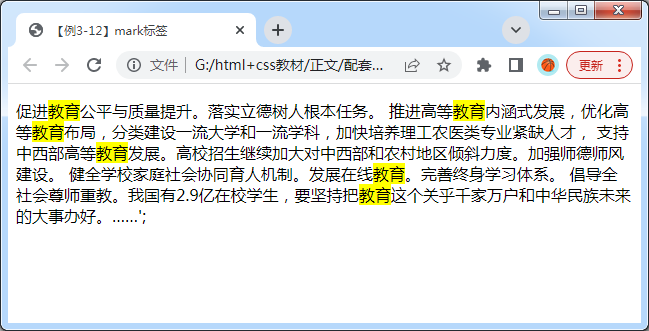 【例3-12】mark标签
文件 G:/html+css教材/正文/配套... 更新
促进教育公平与质量提升。落实立德树人根本任务。 推进高等教育内涵式发展，优化高
等教育布局，分类建设一流大学和一流学科，加快培养理工农医类专业紧缺人才， 支持
中西部高等教育发展。高校招生继续加大对中西部和农村地区倾斜力度。加强师德师风
建设。 健全学校家庭社会协同育人机制。发展在线教育。完善终身学习体系。 倡导全
社会尊师重教。我国有2.9亿在校学生，要坚持把教育这个关乎千家万户和中华民族未来
的大事办好。......';